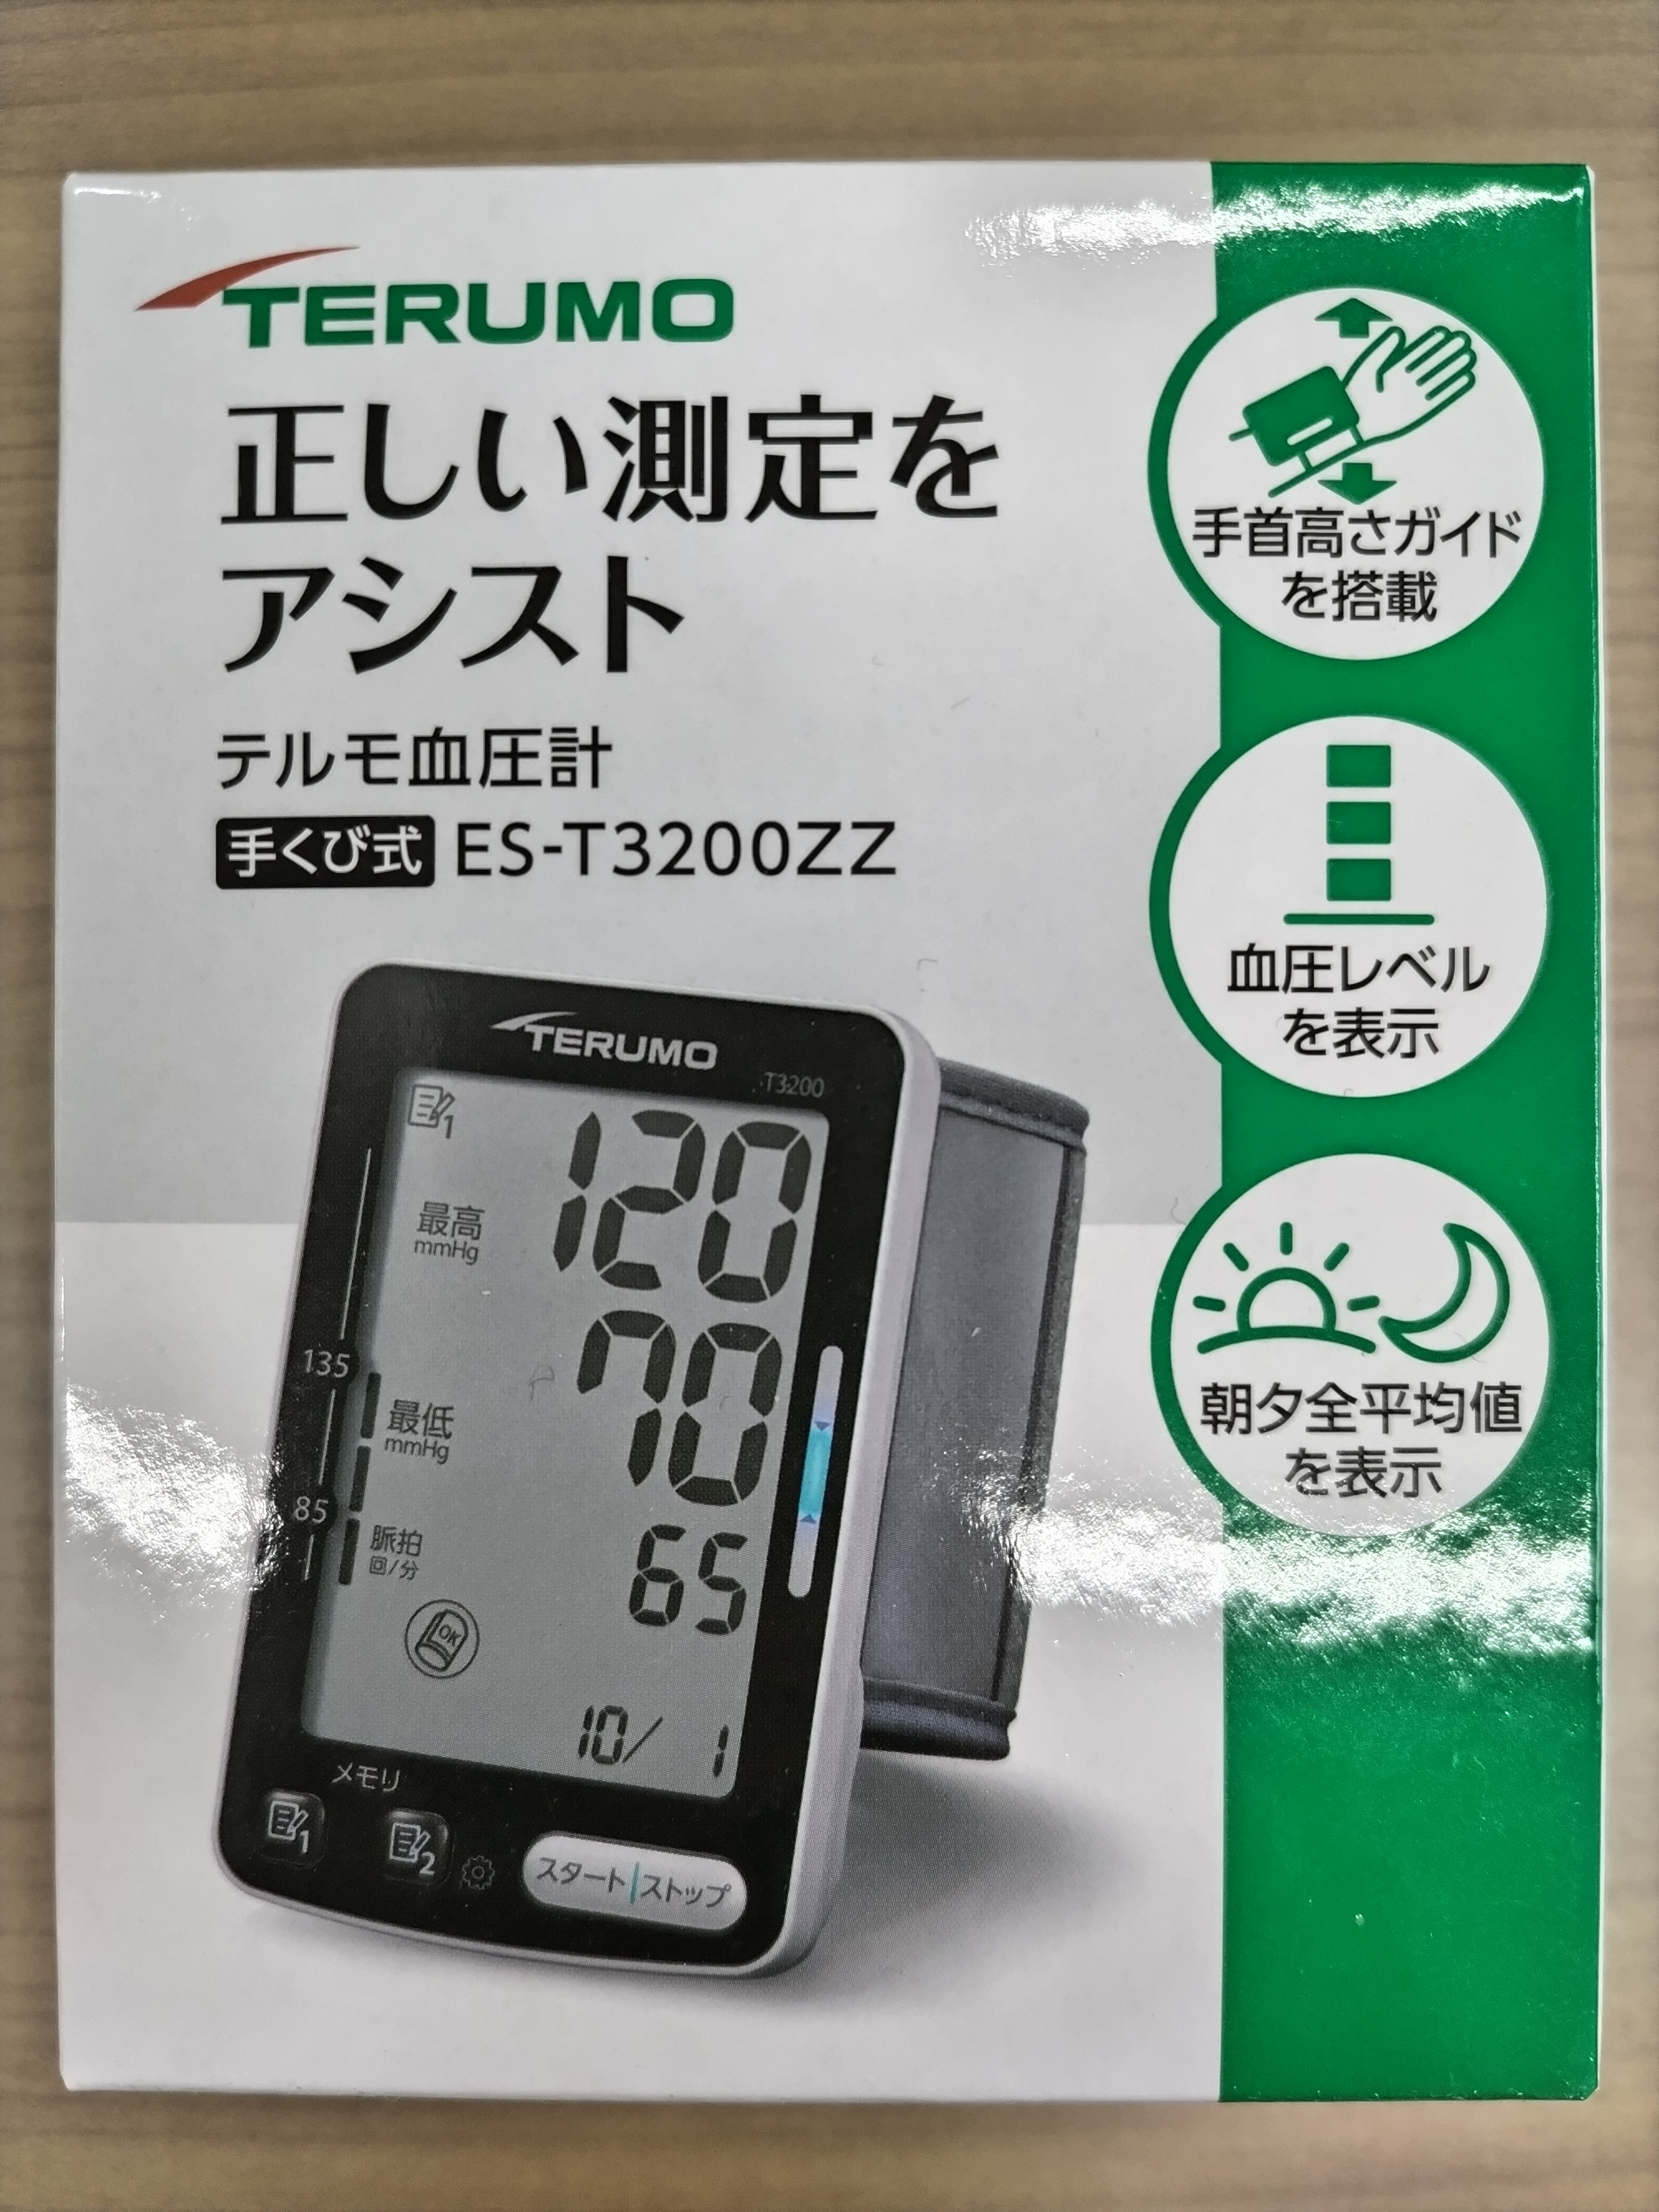 TERUMO
正しい測定を
アシスト
テルモ血圧計
手くび式 ES-T3200ZZ
手首高さガイド
を搭載
血圧レベル
を表示
朝夕全平均値
を表示
TERUMO
T3200
1
120
最高
mmHg
70
135
最低
mmHg
85
65
脈拍
回/分
OK
10/ 1
メモリ
1
2
スタート|ストップ